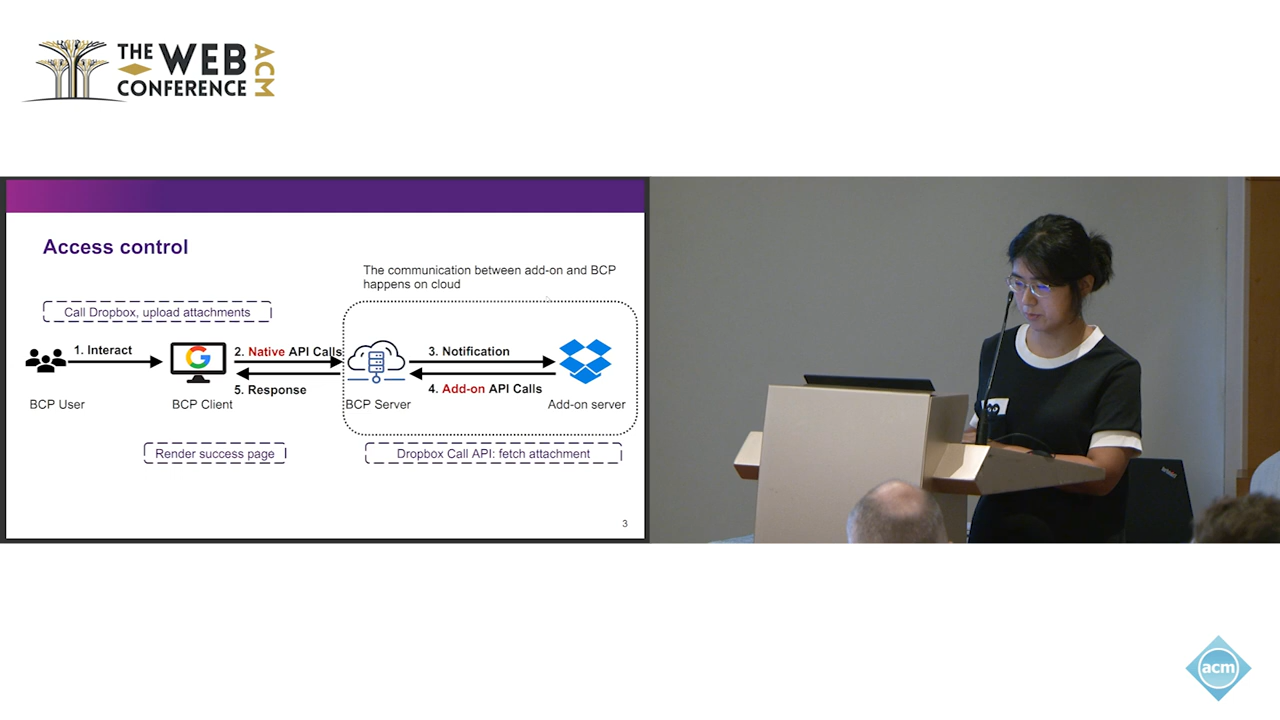 THE WEB
CONFERENCE
ACM
Access control
The communication between add-on and BCP
happens on cloud
Call Dropbox, upload attachments
1. Interact
2. Native API Calls
3. Notification
5. Response
4. Add-on API Calls
BCP User
BCP Client
BCP Server
Add-on server
Render success page
Dropbox Call API: fetch attachment
3
acm